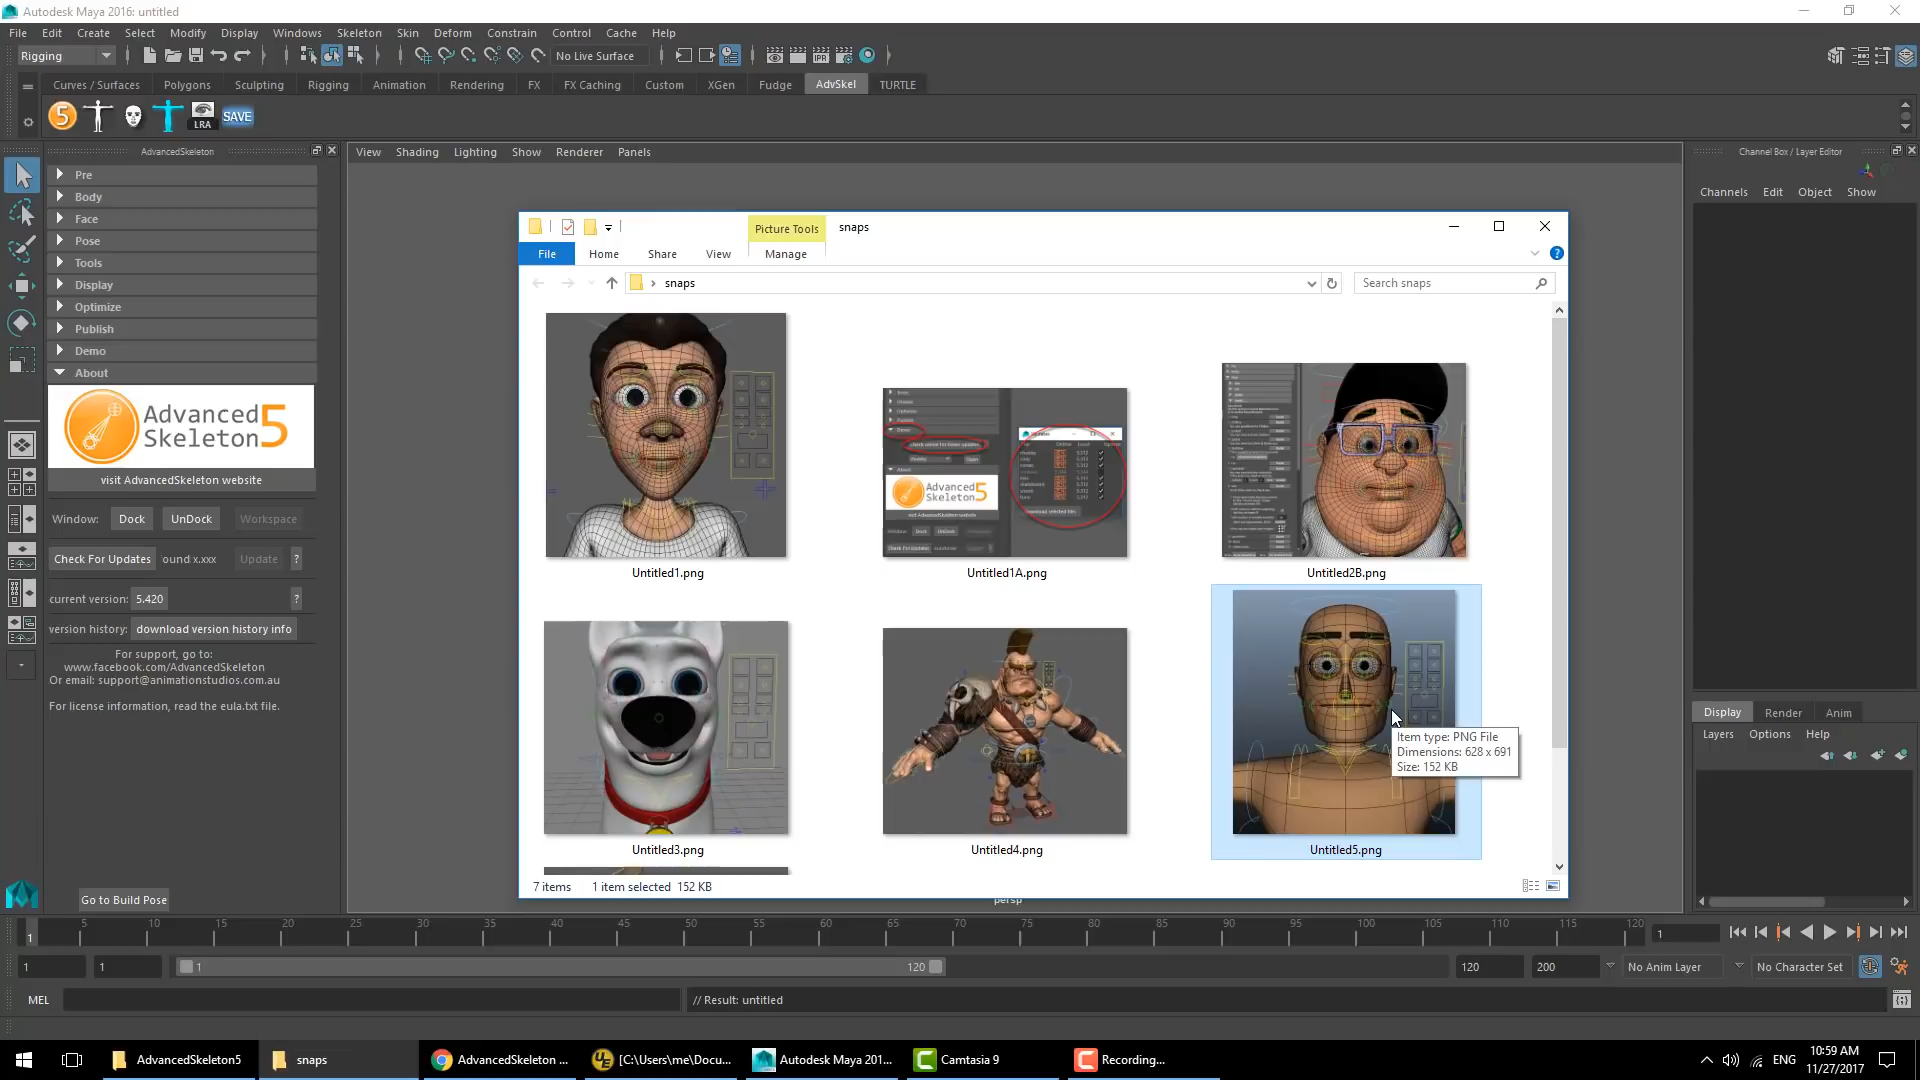 Autodesk Maya 2016: untitled
File Edit Create Select Modify Display Windows Skeleton Skin Deform Constrain Control Cache Help
Rigging No Live Surface IPR
Curves / Surfaces Polygons Sculpting Rigging Animation Rendering FX FX Caching Custom XGen Fudge AdvSkel TURTLE
5 LRA SAVE
AdvancedSkeleton
Pre
Body
Face
Pose
Tools
Display
Optimize
Publish
Demo
About
Advanced
Skeleton 5
visit AdvancedSkeleton website
Window: Dock UnDock Workspace
Check For Updates ound x.xxx Update ?
current version: 5.420 ?
version history: download version history info
For support, go to:
www.facebook.com/AdvancedSkeleton
Or email: support@animationstudios.com.au
For license information, read the eula.txt file.
Go to Build Pose
View Shading Lighting Show Renderer Panels
Picture Tools snaps
File Home Share View Manage
snaps Search snaps
Advanced
Skeleton 5
Untitled1.png Untitled1A.png Untitled2B.png
Item type: PNG File
Dimensions: 628 x 691
Size: 152 KB
Untitled3.png Untitled4.png Untitled5.png
7 items 1 item selected 152 KB
persp
Channel Box / Layer Editor
Channels Edit Object Show
Display Render Anim
Layers Options Help
5 10 15 20 25 30 35 40 45 50 55 60 65 70 75 80 85 90 95 100 105 110 115 120
1 1
1 1 1 120 120 200 No Anim Layer No Character Set
MEL // Result: untitled
AdvancedSkeleton5 snaps AdvancedSkeleton ... [C:\Users\me\Docu... Autodesk Maya 201... Camtasia 9 Recording... ENG 10:59 AM
11/27/2017